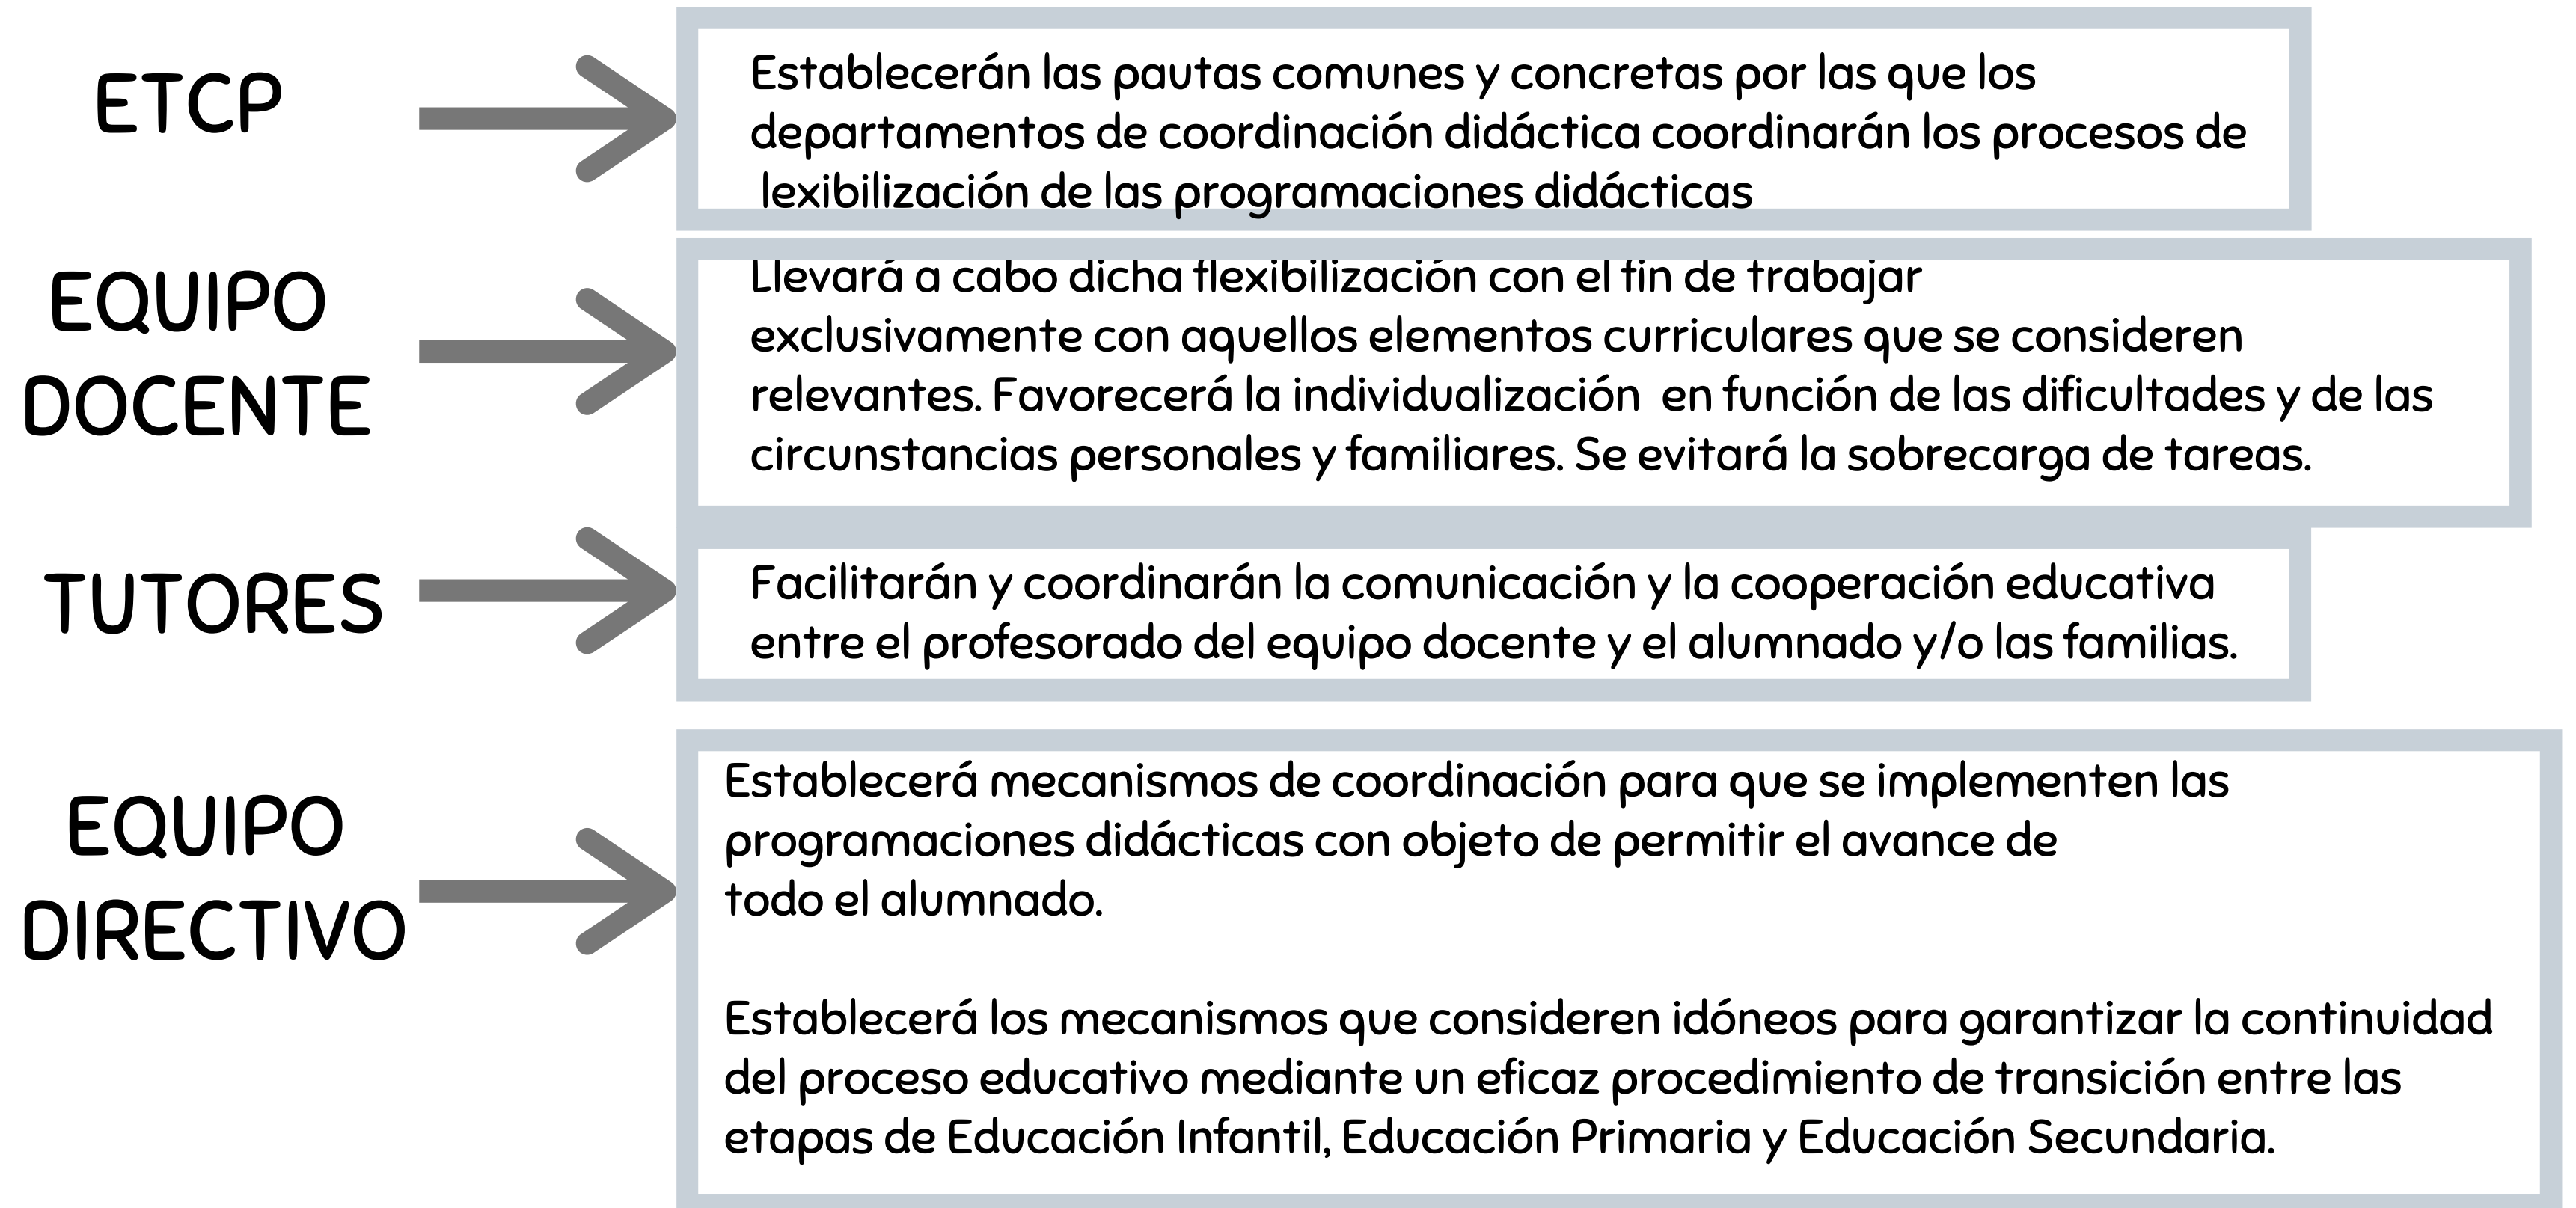 ETCP
Establecerán las pautas comunes y concretas por las que los
departamentos de coordinación didáctica coordinarán los procesos de
lexibilización de las programaciones didácticas
EQUIPO
DOCENTE
Llevará a cabo dicha flexibilización con el fin de trabajar
exclusivamente con aquellos elementos curriculares que se consideren
relevantes. Favorecerá la individualización en función de las dificultades y de las
circunstancias personales y familiares. Se evitará la sobrecarga de tareas.
TUTORES
Facilitarán y coordinarán la comunicación y la cooperación educativa
entre el profesorado del equipo docente y el alumnado y/o las familias.
EQUIPO
DIRECTIVO
Establecerá mecanismos de coordinación para que se implementen las
programaciones didácticas con objeto de permitir el avance de
todo el alumnado.
Establecerá los mecanismos que consideren idóneos para garantizar la continuidad
del proceso educativo mediante un eficaz procedimiento de transición entre las
etapas de Educación Infantil, Educación Primaria y Educación Secundaria.